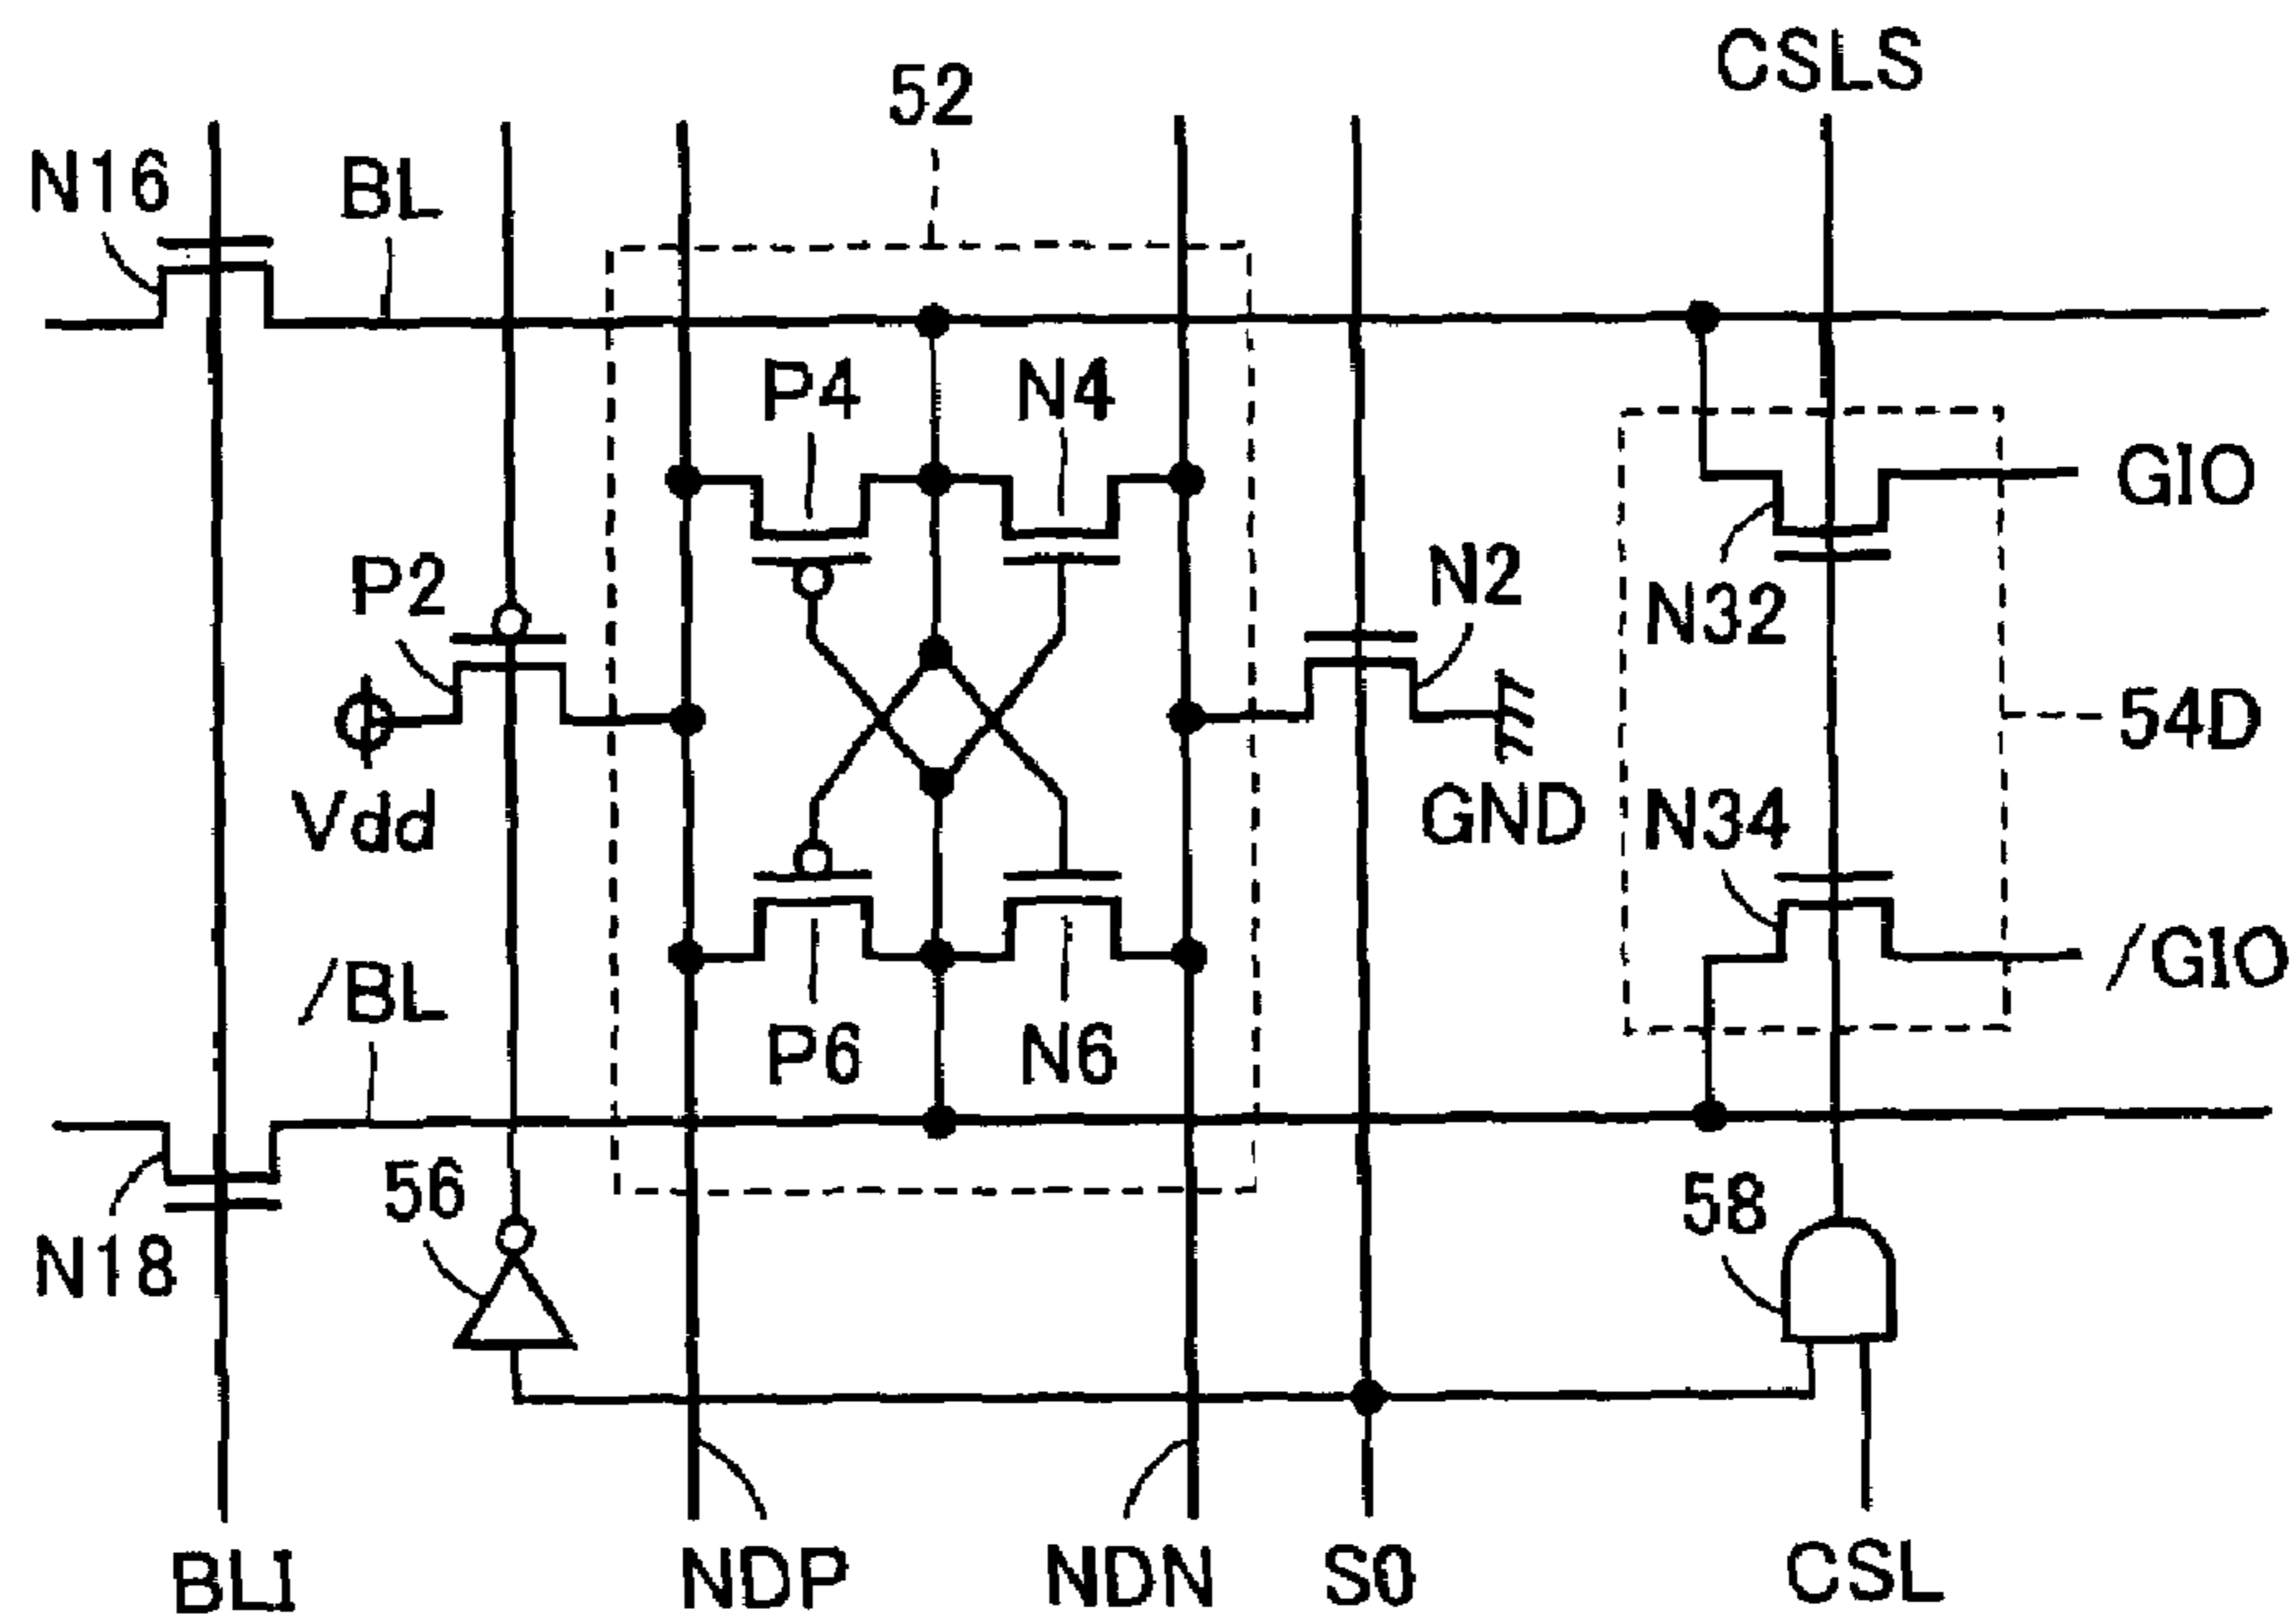 CSLS
52
N16
BL
P4
N4
GIO
P2
N2
N32
54D
Vdd
GND
N34
/GIO
/BL
P6
N6
56
58
N18
BLI
NDP
NDN
S0
CSL